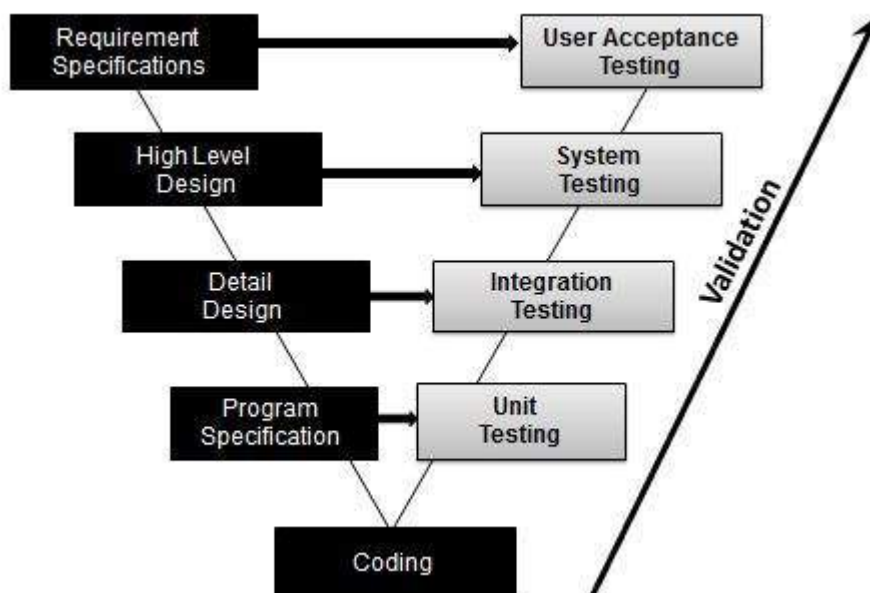 Requirement
Specifications
User Acceptance
Testing
High Level
Design
System
Testing
Detail
Design
Integration
Testing
Program
Specification
Unit
Testing
Coding
Validation